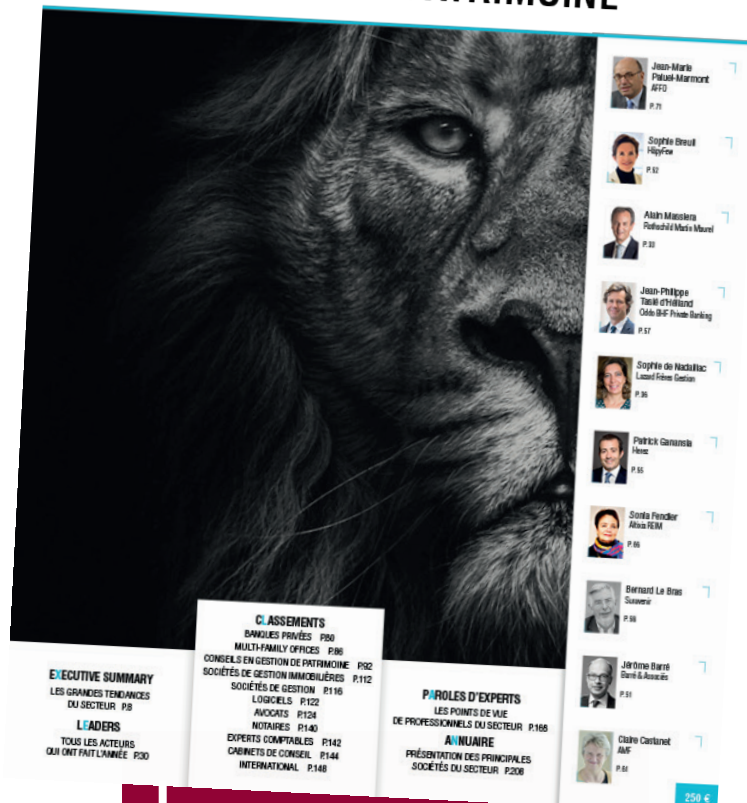 Jean-Marie
Paluel-Marmont
AFFO
P.71
Sophie Breuil
P.52
Alain Massiera
Rothschild Martin Maurel
P.33
Jean-Philippe
Taslé d'Héliand
Oddo BHF Private Banking
P.57
Sophie de Nadaillac
Lazard Frères Gestion
P.36
Patrick Ganansia
Herez
P.55
Sonia Fendler
Altixia REIM
P.66
Bernard Le Bras
Suravenir
Jérôme Barré
Barré & Associés
P.51
Claire Castanet
AMF
P.61
250 €
EXECUTIVE SUMMARY
LES GRANDES TENDANCES
DU SECTEUR P.8
LEADERS
TOUS LES ACTEURS
QUI ONT FAIT L'ANNÉE P.30
CLASSEMENTS
BANQUES PRIVÉES P.80
MULTI-FAMILY OFFICES P.86
CONSEILS EN GESTION DE PATRIMOINE P.92
SOCIÉTÉS DE GESTION IMMOBILIÈRES P.112
SOCIÉTÉS DE GESTION P.116
LOGICIELS P.122
AVOCATS P.124
NOTAIRES P.140
EXPERTS COMPTABLES P.142
CABINETS DE CONSEIL P.144
INTERNATIONAL P.148
PAROLES D'EXPERTS
LES POINTS DE VUE
DE PROFESSIONNELS DU SECTEUR P.168
ANNUAIRE
PRÉSENTATION DES PRINCIPALES
SOCIÉTÉS DU SECTEUR P.208